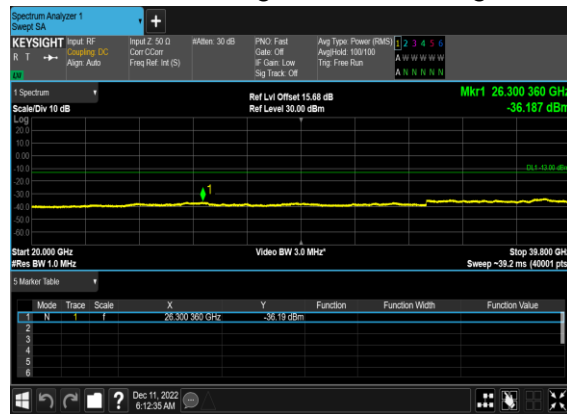 Spectrum Analyzer 1
Swept SA
+
KEYSIGHT Input: RF Input Z: 50 Ω #Atten: 30 dB PNO: Fast Avg Type: Power (RMS) 1 2 3 4 5 6
R T Coupling: DC Corr CCorr Gate: Off Avg|Hold: 100/100 A W W W W W
Align: Auto Freq Ref: Int (S) IF Gain: Low Trig: Free Run
Sig Track: Off A N N N N N
1 Spectrum Ref Lvl Offset 15.68 dB Mkr1 26.300 360 GHz
Scale/Div 10 dB Ref Level 30.00 dBm -36.187 dBm
Log
20.0
10.0
0.00
-10.0 DL1 -13.00 dBm
-20.0
-30.0 1
-40.0
-50.0
-60.0
Start 20.000 GHz Video BW 3.0 MHz* Stop 39.800 GHz
#Res BW 1.0 MHz Sweep ~39.2 ms (40001 pts)
5 Marker Table
Mode Trace Scale X Y Function Function Width Function Value
1 N 1 f 26.300 360 GHz -36.19 dBm
2
3
4
5
6
? Dec 11, 2022
6:12:35 AM